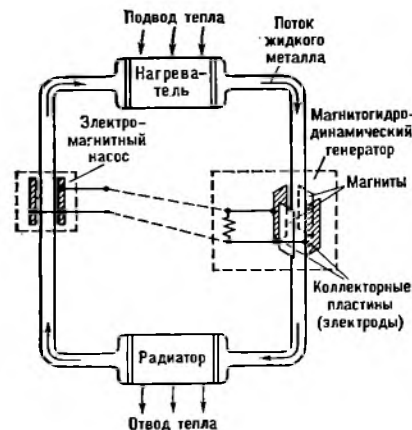 Подвод тепла
Нагрева-
тель
Поток
жидкого
металла
Электро-
магнитный
насос
Магнитогидро-
динамический
генератор
Магниты
Коллекторные
пластины
(электроды)
Радиатор
Отвод тепла